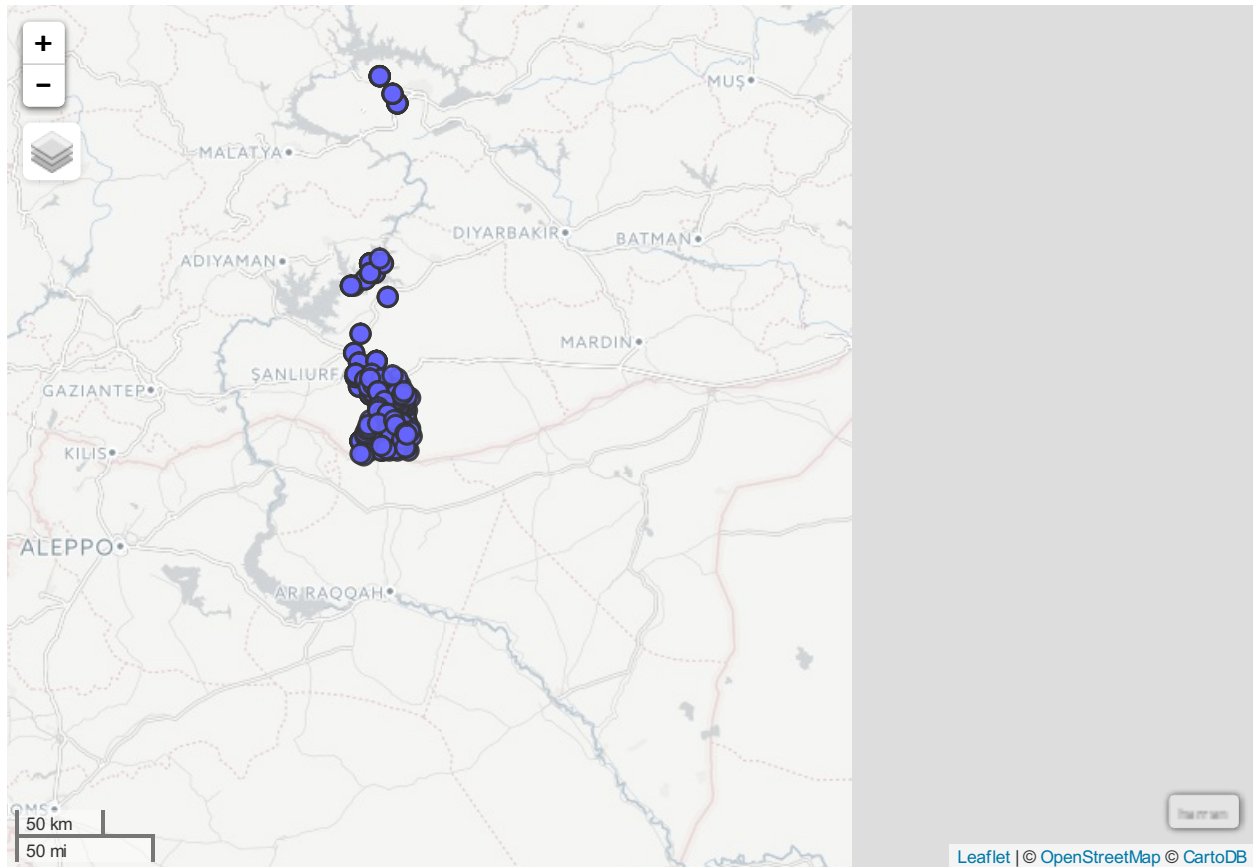 +
−
MUŞ
MALATYA
DIYARBAKIR
BATMAN
ADIYAMAN
MARDIN
ŞANLIURF
GAZIANTEP
KILIS
ALEPPO
AR RAQQAH
OMS
50 km
50 mi
Leaflet | © OpenStreetMap © CartoDB